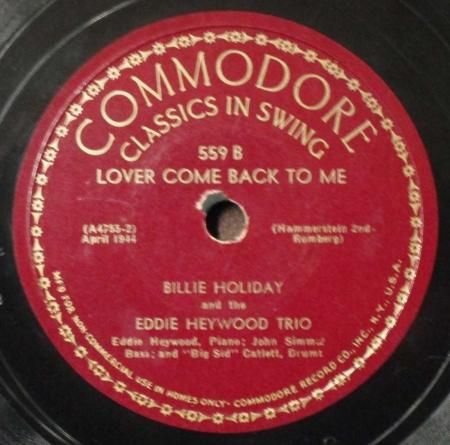 COMMODORE
CLASSICS IN SWING
559 B
LOVER COME BACK TO ME
(A4755-2)
April 1944
(Hammerstein 2nd-
Romberg)
BILLIE HOLIDAY
and the
EDDIE HEYWOOD TRIO
Eddie Heywood, Piano; John Simmz
Bass; and "Big Sid" Catlett, Drums
MFG FOR NON-COMMERCIAL USE IN HOMES ONLY • COMMODORE RECORD CO., INC., N.Y., U.S.A.